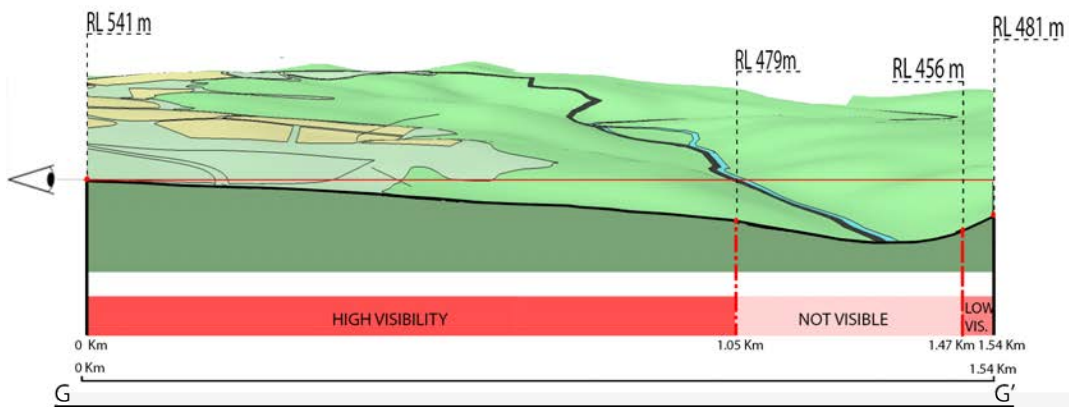 RL 541 m
RL 481 m
RL 479m
RL 456 m
HIGH VISIBILITY
NOT VISIBLE
LOW
VIS.
0 Km
1.05 Km
1.47 Km
1.54 Km
0 Km
1.54 Km
G
G'